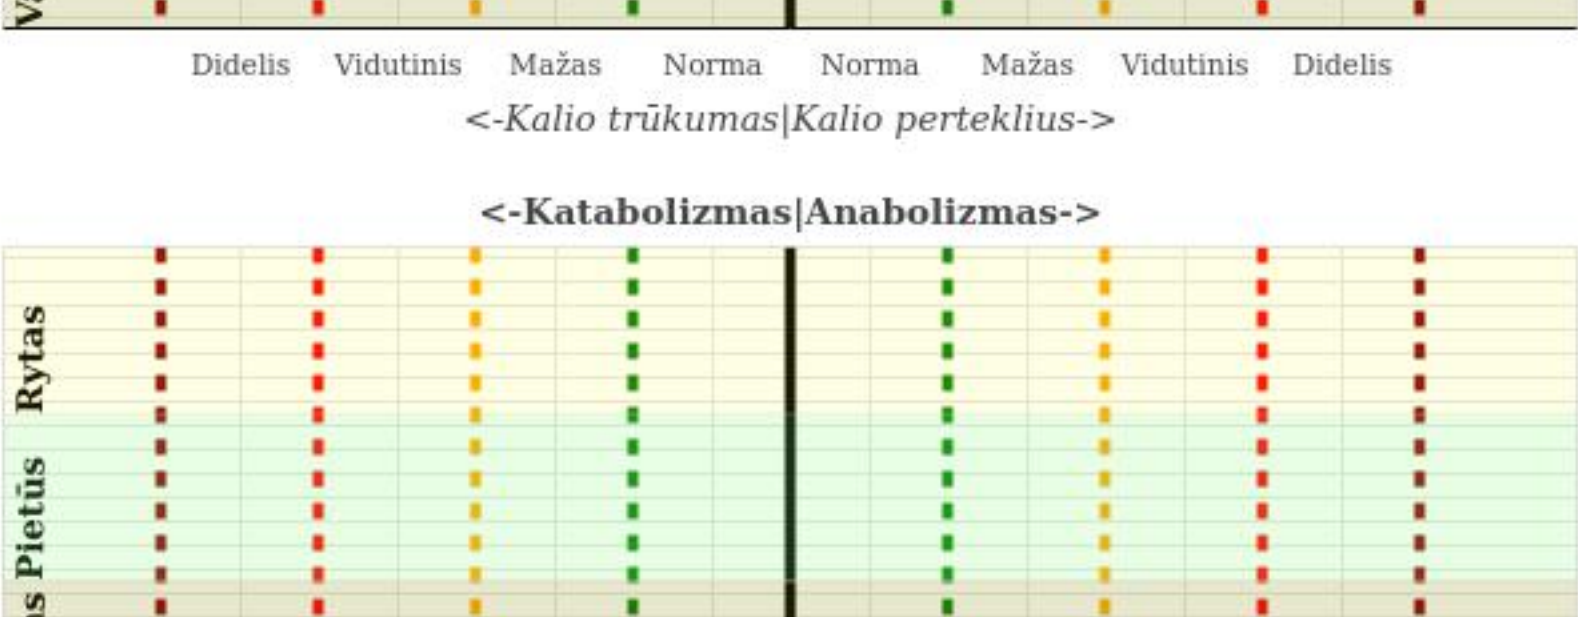 Didelis Vidutinis Mažas Norma Norma Mažas Vidutinis Didelis
<-Kalio trūkumas|Kalio perteklius->
<-Katabolizmas|Anabolizmas->
Rytas
Pietūs